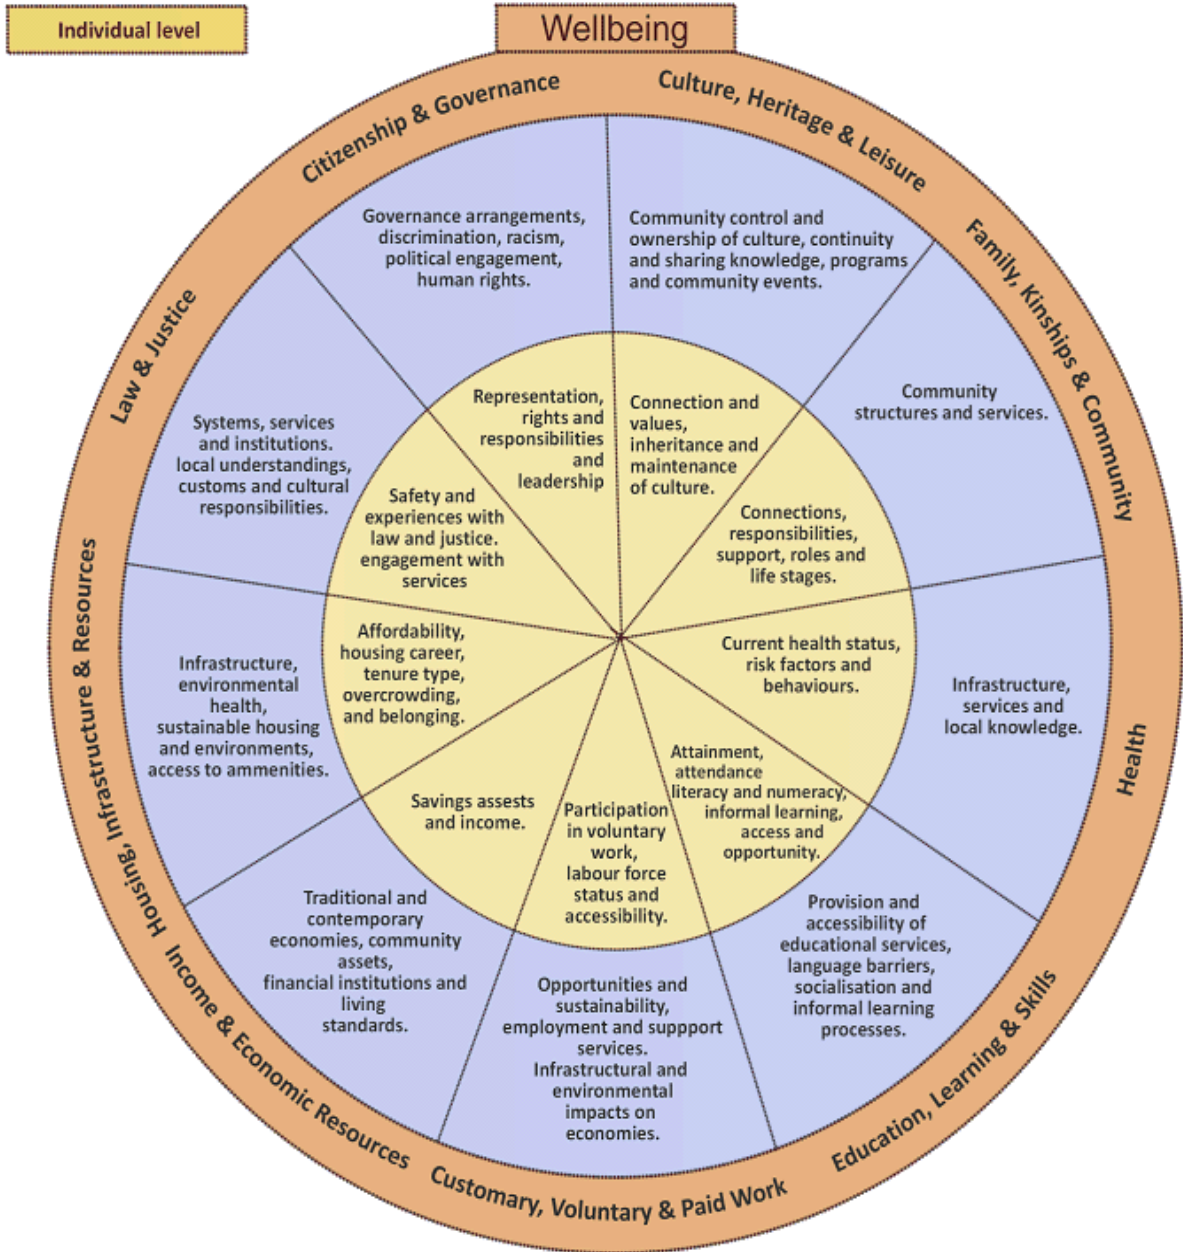 Individual level
Wellbeing
Citizenship & Governance
Culture, Heritage & Leisure
Family, Kinships & Community
Health
Education, Learning & Skills
Customary, Voluntary & Paid Work
Income & Economic Resources
Housing, Infrastructure & Resources
Law & Justice
Governance arrangements,
discrimination, racism,
political engagement,
human rights.
Community control and
ownership of culture, continuity
and sharing knowledge, programs
and community events.
Community
structures and services.
Infrastructure,
services and
local knowledge.
Provision and
accessibility of
educational services,
language barriers,
socialisation and
informal learning
processes.
Opportunities and
sustainability,
employment and suppport
services.
Infrastructural and
environmental
impacts on
economies.
Traditional and
contemporary
economies, community
assets,
financial institutions and
living
standards.
Infrastructure,
environmental
health,
sustainable housing
and environments,
access to ammenities.
Systems, services
and institutions.
local understandings,
customs and cultural
responsibilities.
Representation,
rights and
responsibilities
and
leadership
Connection and
values,
inheritance and
maintenance
of culture.
Connections,
responsibilities,
support, roles and
life stages.
Current health status,
risk factors and
behaviours.
Attainment,
attendance
literacy and numeracy,
informal learning,
access and
opportunity.
Participation
in voluntary
work,
labour force
status and
accessibility.
Savings assests
and income.
Affordability,
housing career,
tenure type,
overcrowding,
and belonging.
Safety and
experiences with
law and justice.
engagement with
services